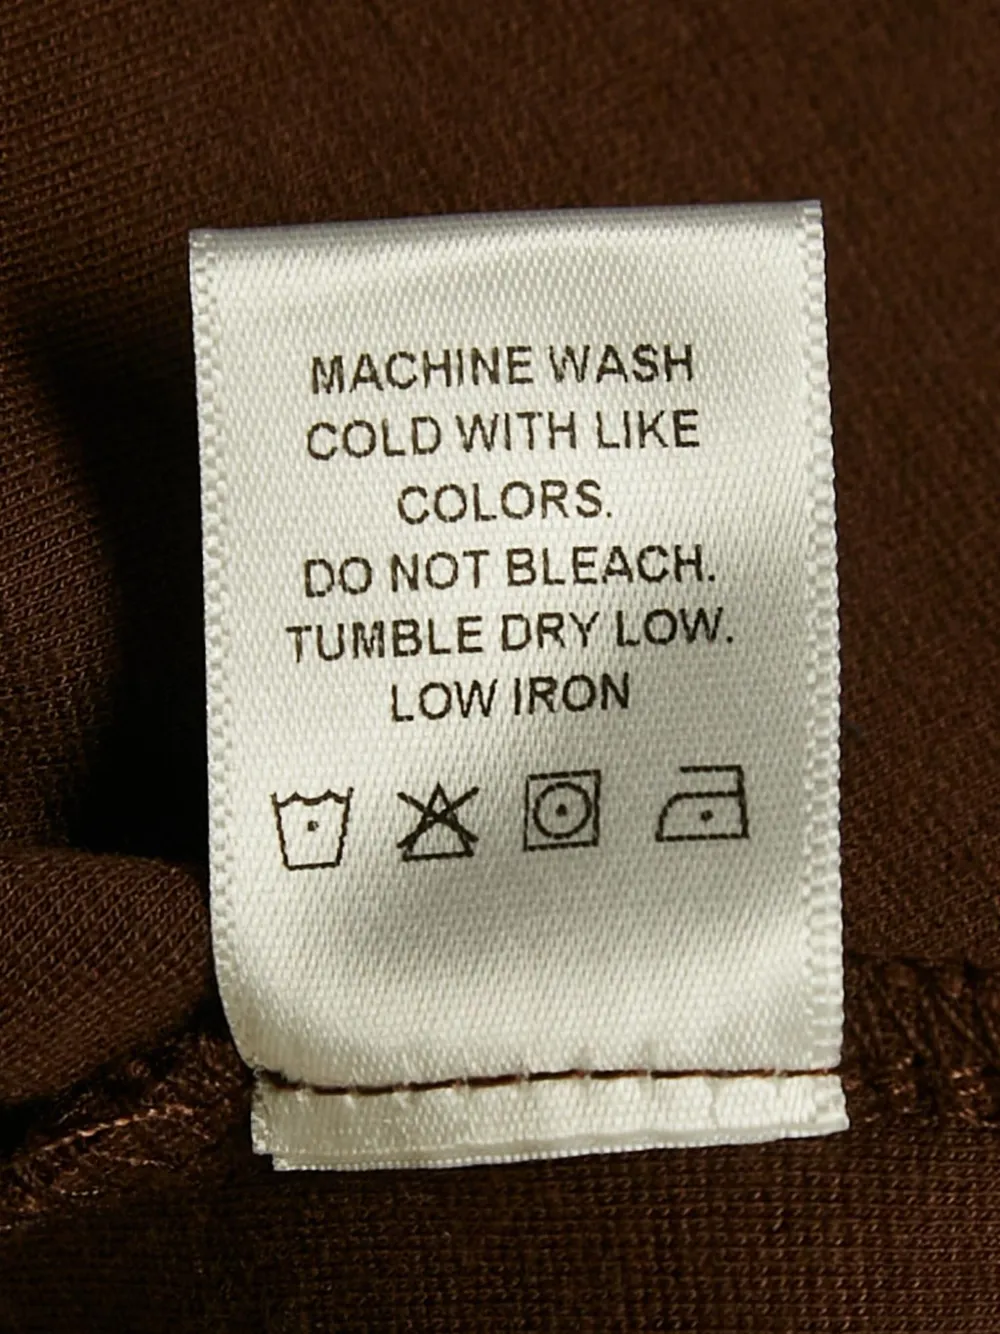 MACHINE WASH
COLD WITH LIKE
COLORS.
DO NOT BLEACH.
TUMBLE DRY LOW.
LOW IRON